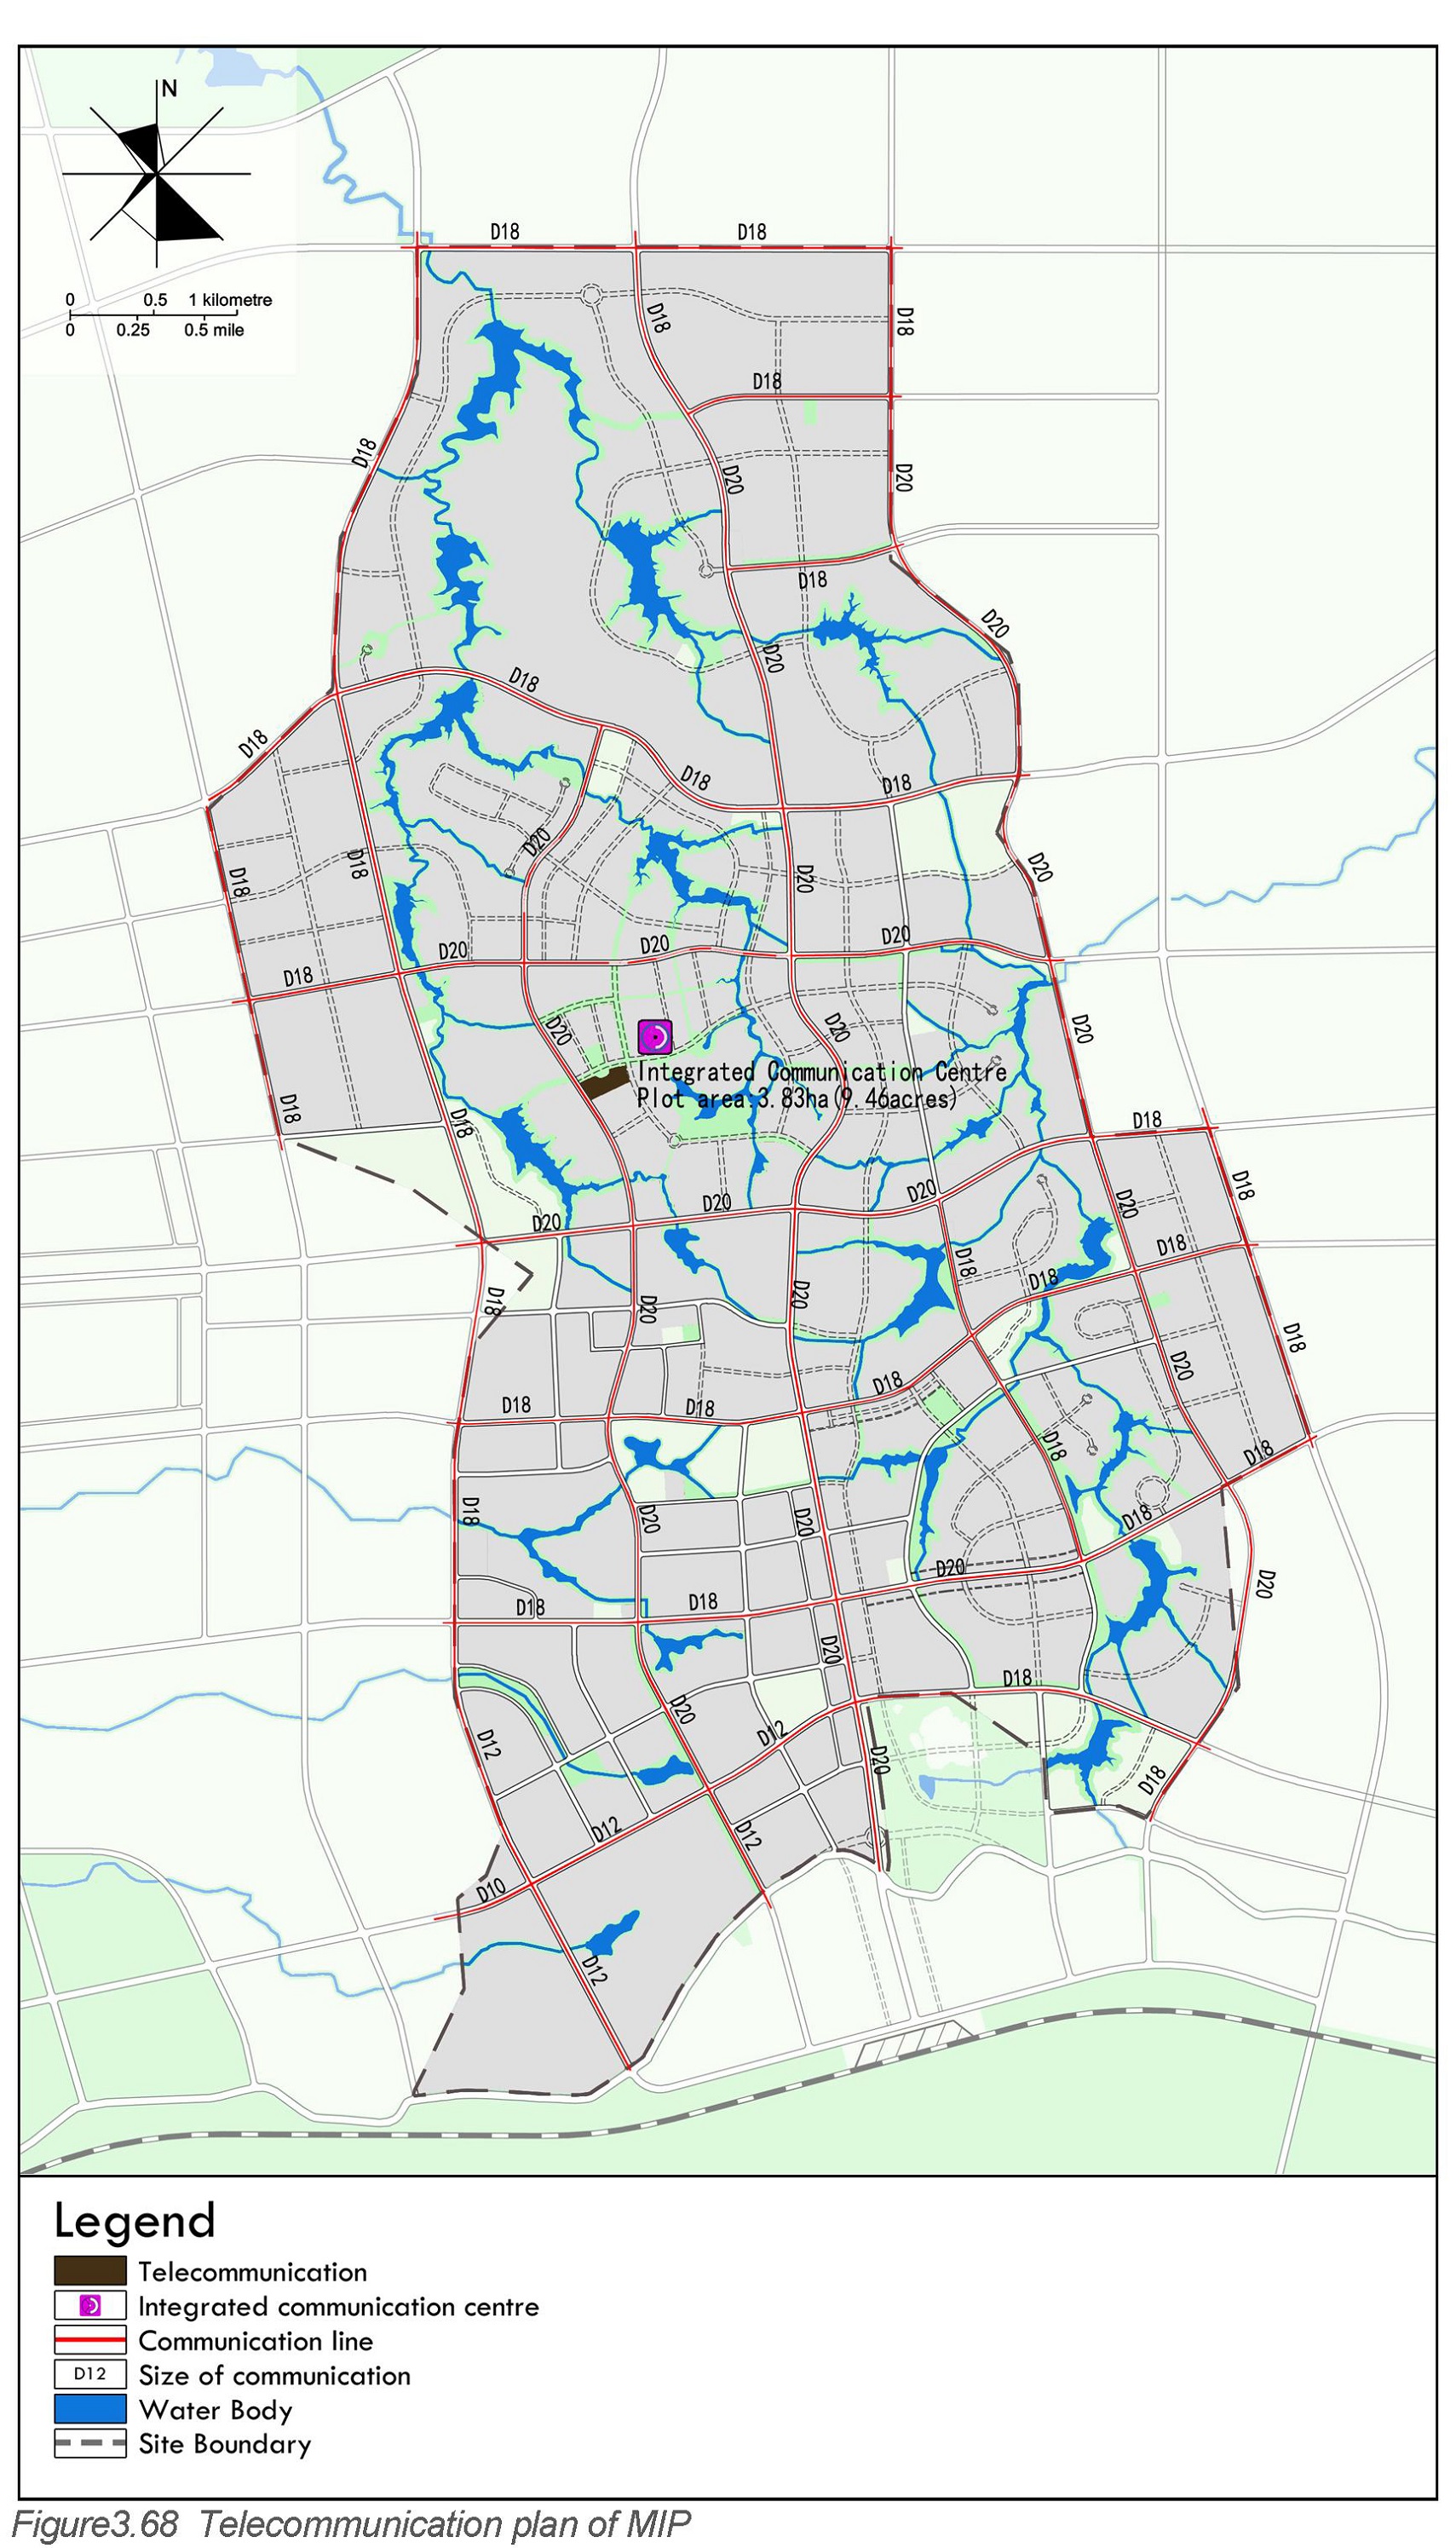 N
0 0.5 1 kilometre
0 0.25 0.5 mile
D18 D18
D18 D18
D18
D18
D20 D20
D18
D20
D20
D18
D18
D18 D18
D20
D18 D18 D20 D20
D20 D20 D20
D18
D20 D20 D20
Integrated Communication Centre
Plot area:3.83ha(9.46acres)
D18 D18 D18
D18
D20 D20 D20 D20
D18 D18
D18 D20 D20 D18
D18
D20
D18 D18 D18
D18 D18
D18 D20 D20 D18
D20 D20
D18 D18
D20
D18
D20
D12 D12 D20
D18
D12 D12
D10
D12
Legend
Telecommunication
Integrated communication centre
Communication line
D12 Size of communication
Water Body
Site Boundary
Figure3.68 Telecommunication plan of MIP